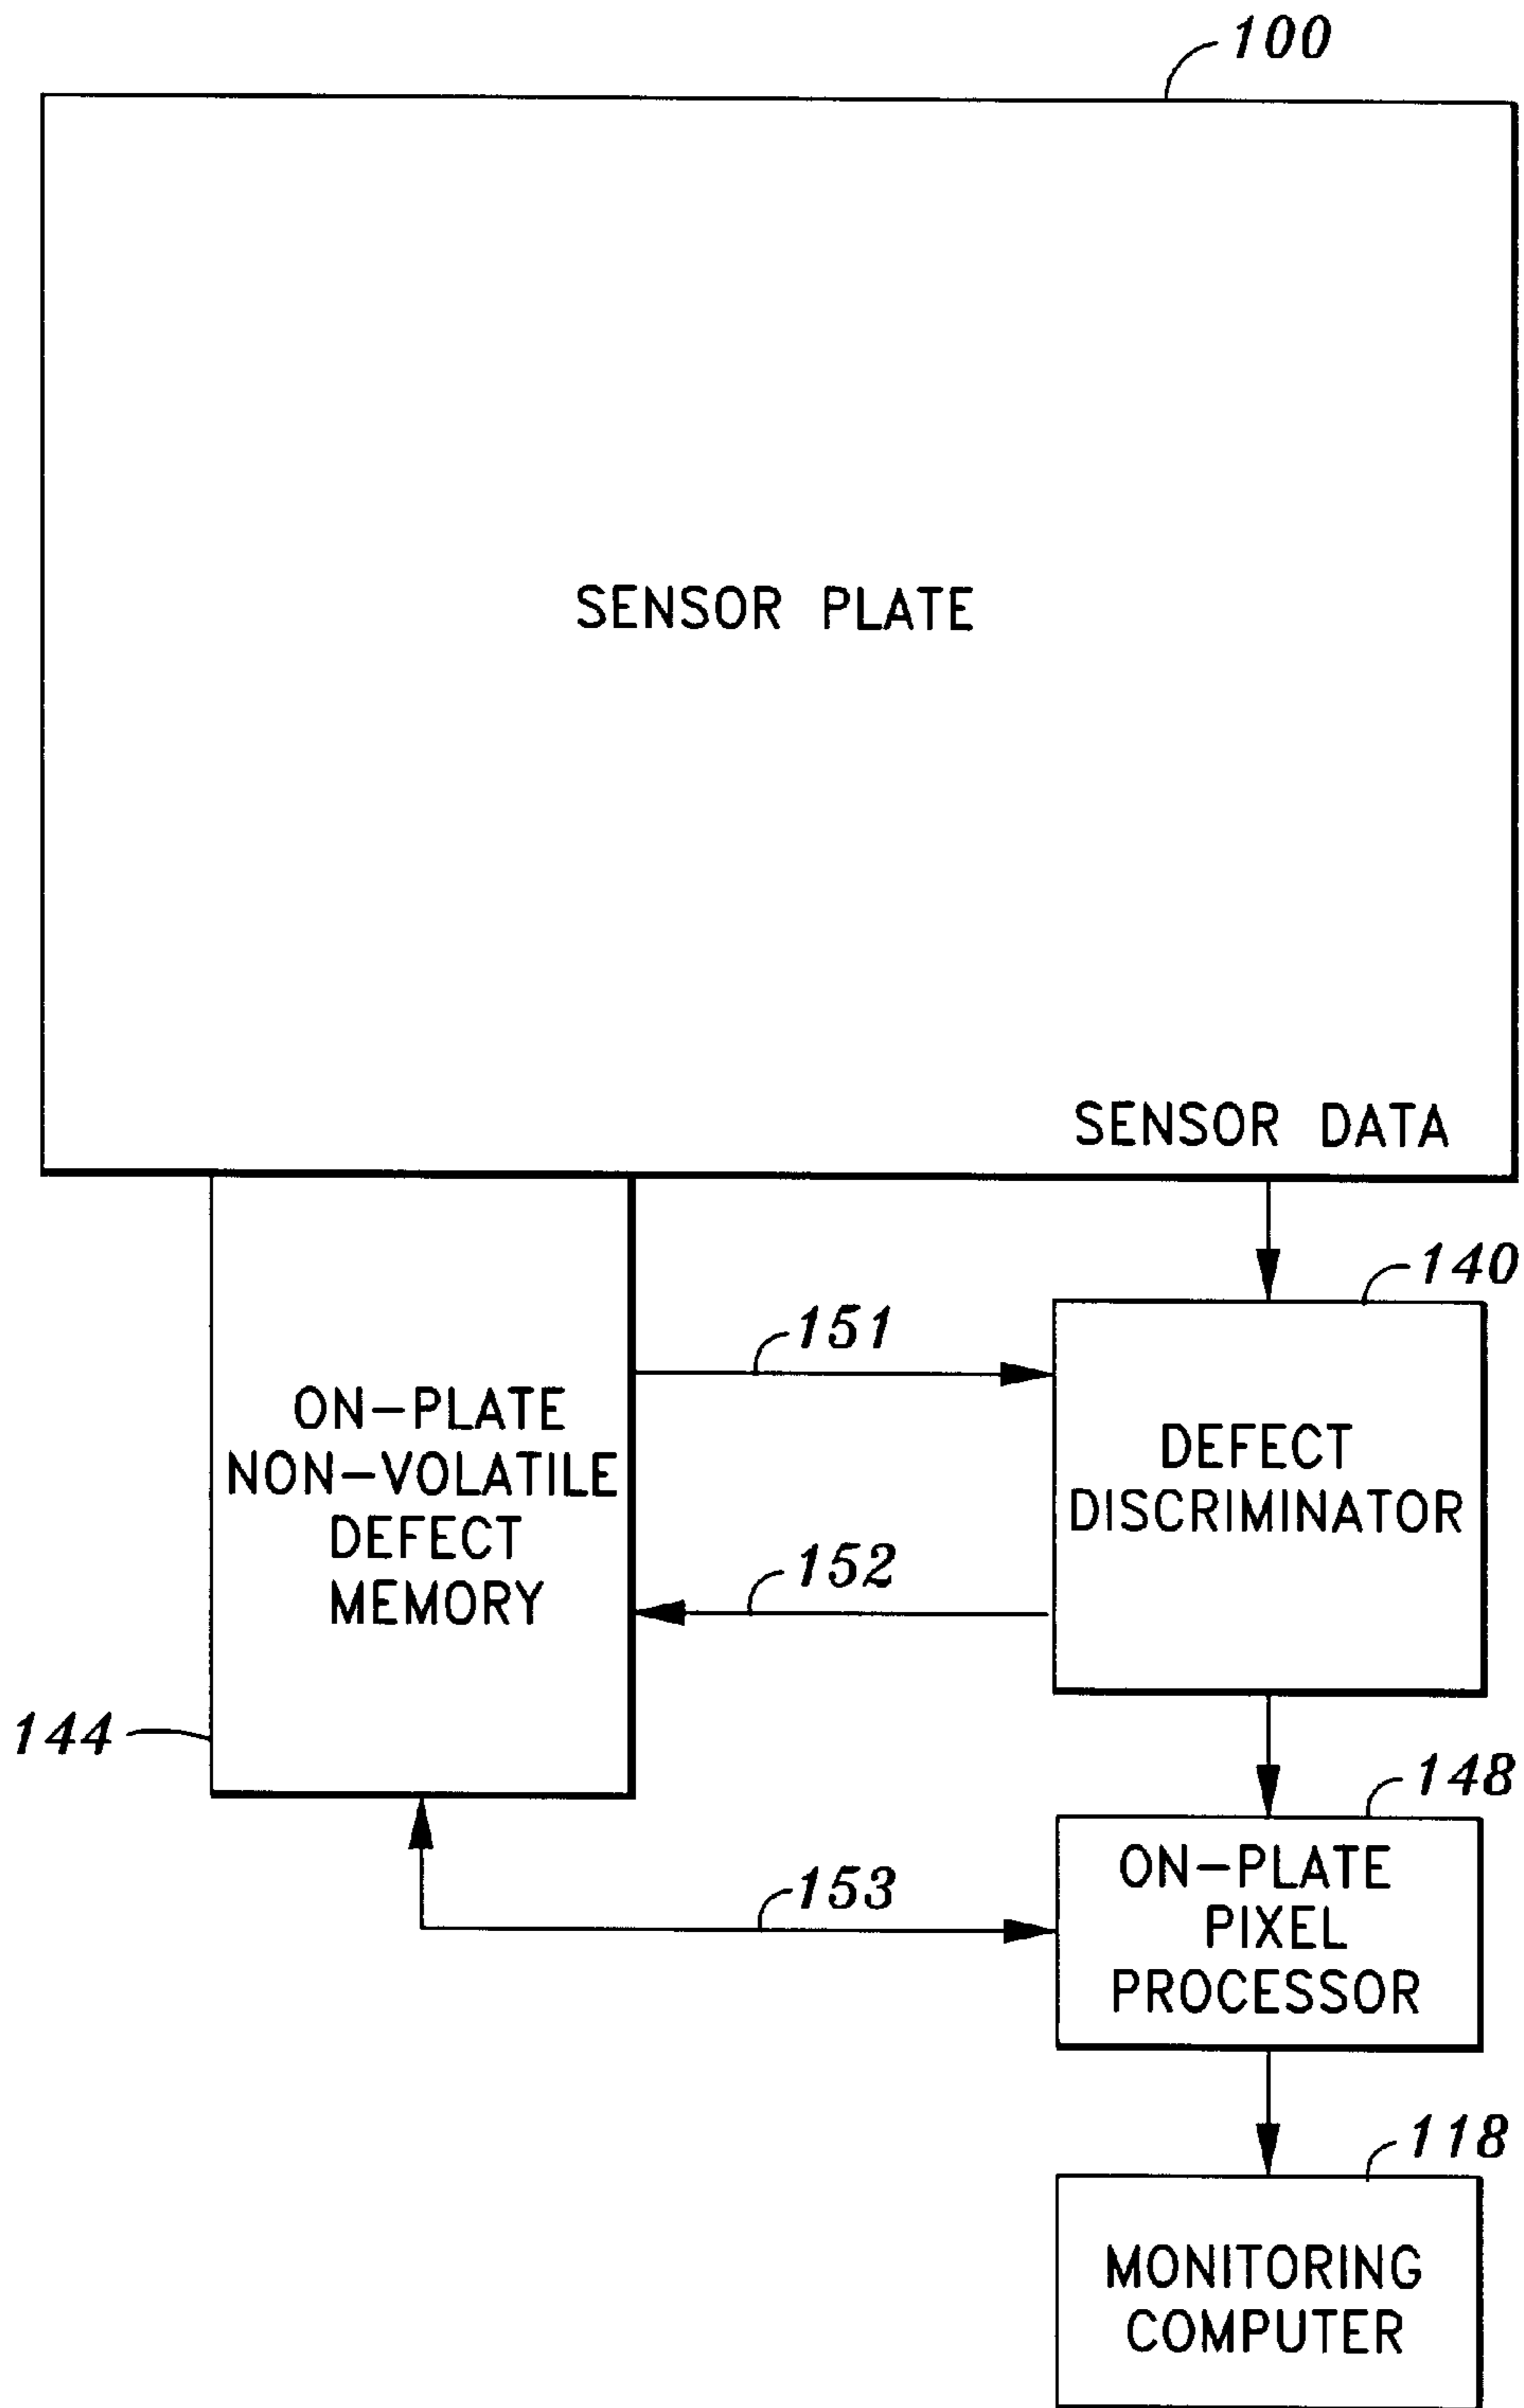 100
SENSOR PLATE
SENSOR DATA
140
151
ON-PLATE
NON-VOLATILE
DEFECT
MEMORY
DEFECT
DISCRIMINATOR
152
144
148
153
ON-PLATE
PIXEL
PROCESSOR
118
MONITORING
COMPUTER